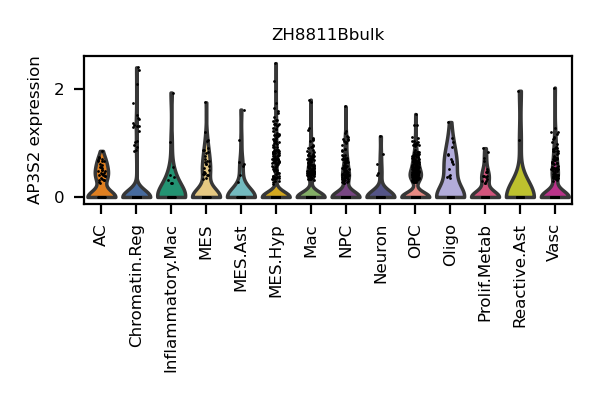 ZH8811Bbulk
AP3S2 expression
2
0
AC
Chromatin.Reg
Inflammatory.Mac
MES
MES.Ast
MES.Hyp
Mac
NPC
Neuron
OPC
Oligo
Prolif.Metab
Reactive.Ast
Vasc